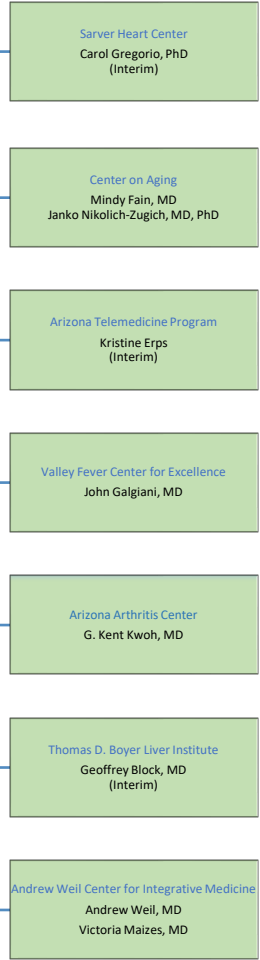 Sarver Heart Center
Carol Gregorio, PhD
(Interim)
Center on Aging
Mindy Fain, MD
Janko Nikolich-Zugich, MD, PhD
Arizona Telemedicine Program
Kristine Erps
(Interim)
Valley Fever Center for Excellence
John Galgiani, MD
Arizona Arthritis Center
G. Kent Kwoh, MD
Thomas D. Boyer Liver Institute
Geoffrey Block, MD
(Interim)
Andrew Weil Center for Integrative Medicine
Andrew Weil, MD
Victoria Maizes, MD